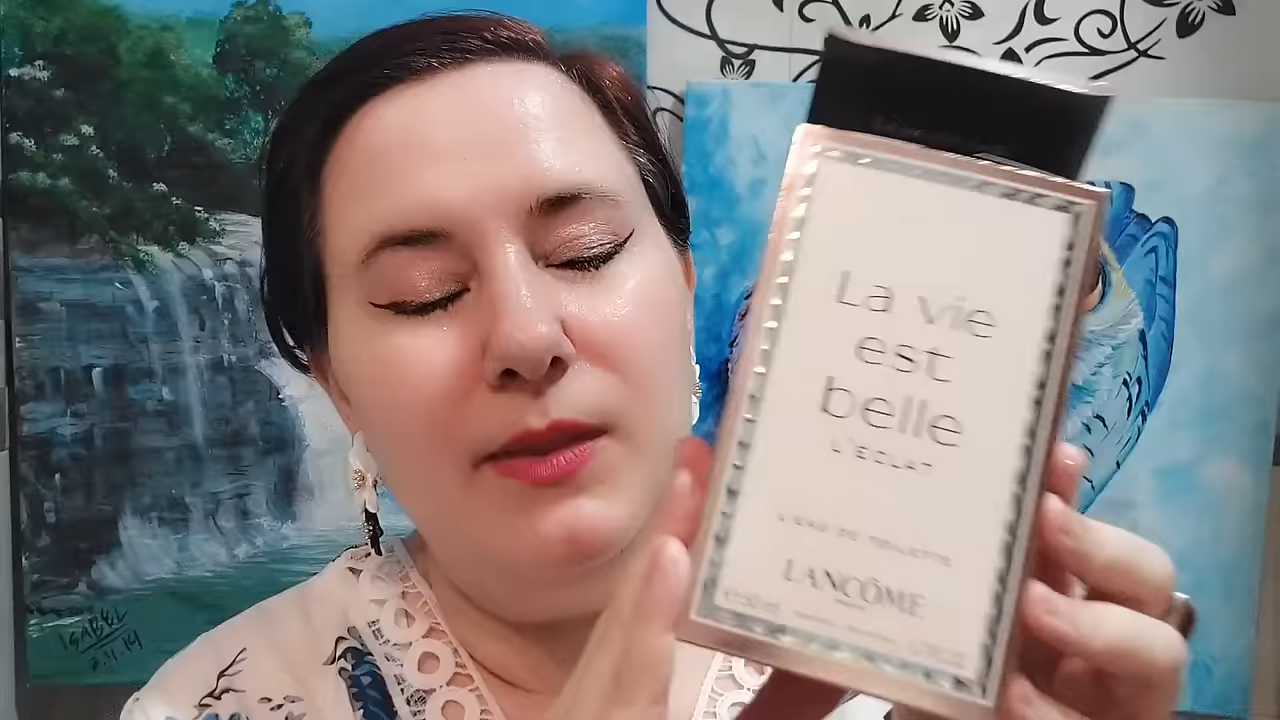 La vie
est
belle
L'ECLAT
L'EAU DE TOILETTE
LANCÔME
ISABEL